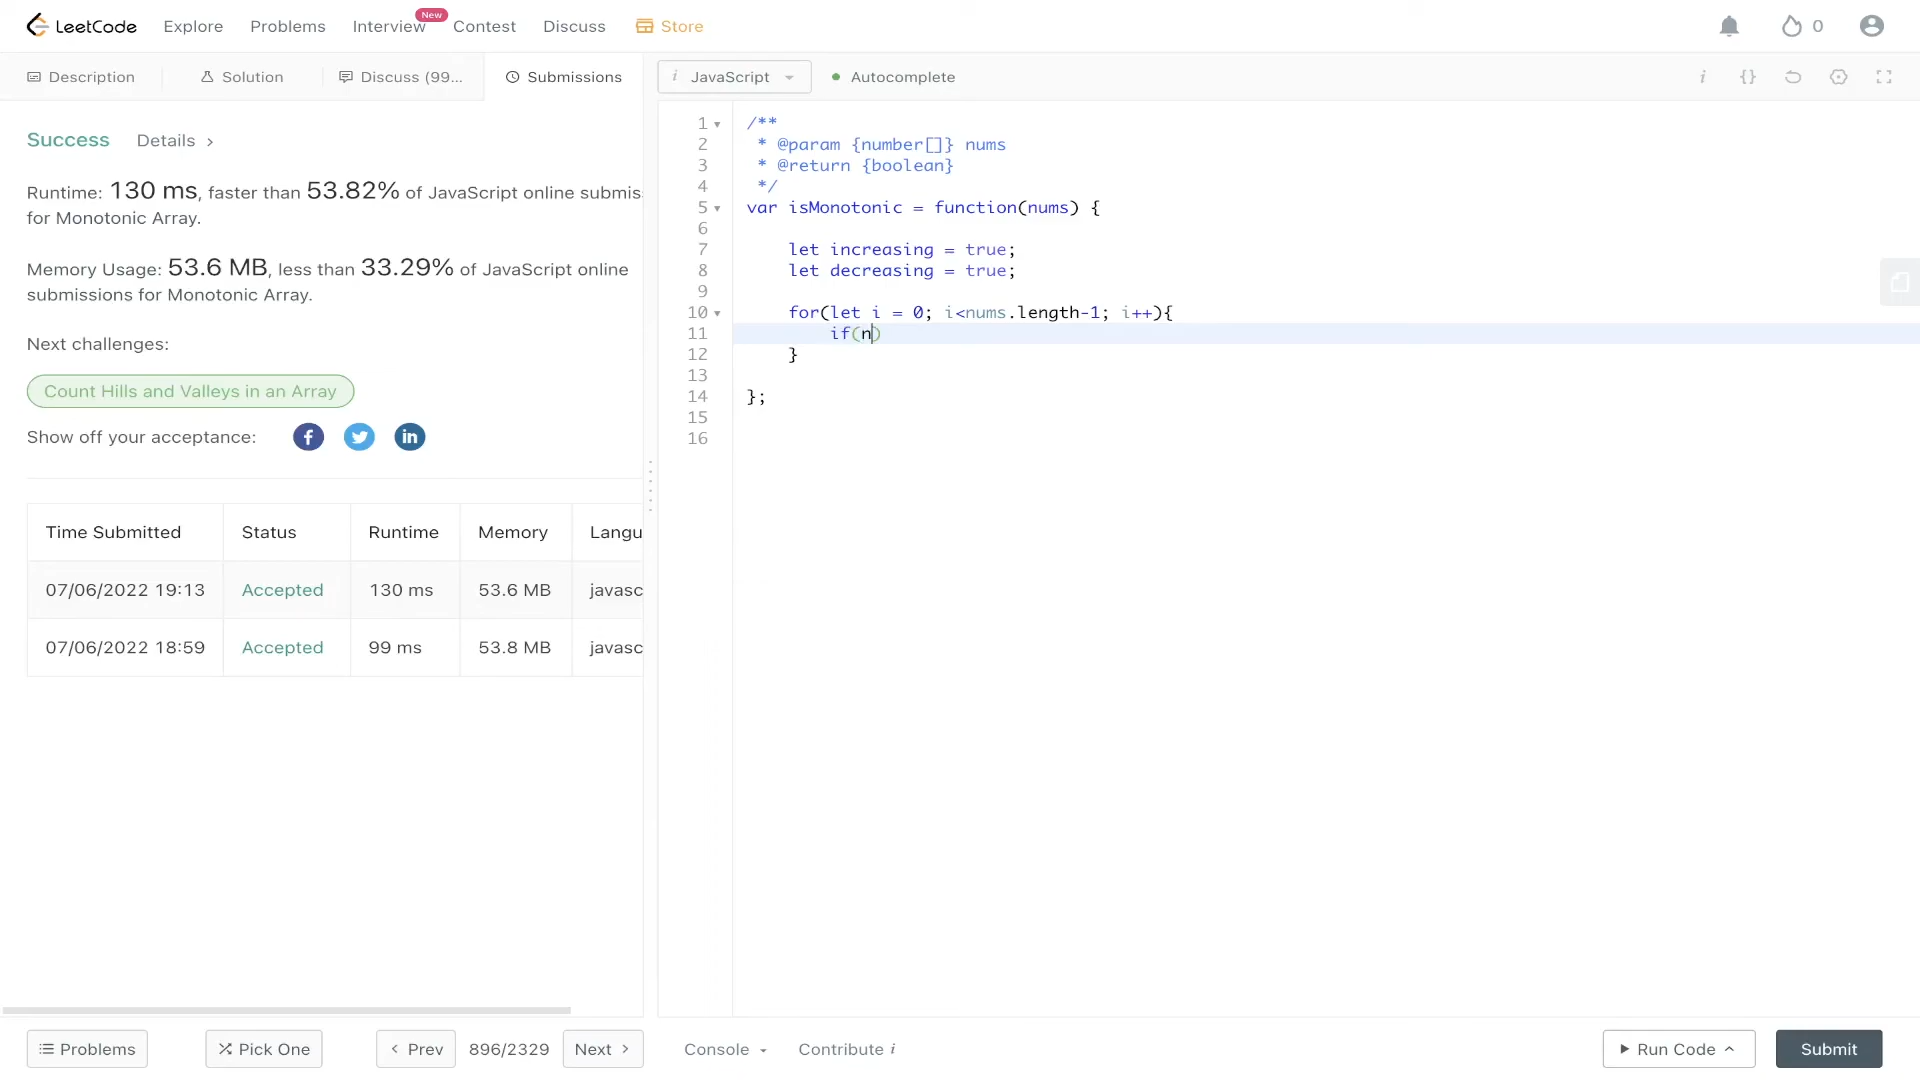 LeetCode Explore Problems Interview New Contest Discuss Store 0
Description Solution Discuss (99... Submissions i JavaScript Autocomplete i {}
Success Details >
Runtime: 130 ms, faster than 53.82% of JavaScript online submis
for Monotonic Array.
Memory Usage: 53.6 MB, less than 33.29% of JavaScript online
submissions for Monotonic Array.
Next challenges:
Count Hills and Valleys in an Array
Show off your acceptance: f in
Time Submitted Status Runtime Memory Langu
07/06/2022 19:13 Accepted 130 ms 53.6 MB javasc
07/06/2022 18:59 Accepted 99 ms 53.8 MB javasc
1 /**
2 * @param {number[]} nums
3 * @return {boolean}
4 */
5 var isMonotonic = function(nums) {
6
7 let increasing = true;
8 let decreasing = true;
9
10 for(let i = 0; i<nums.length-1; i++){
11 if(n)
12 }
13
14 };
15
16
Problems Pick One < Prev 896/2329 Next > Console Contribute i Run Code Submit